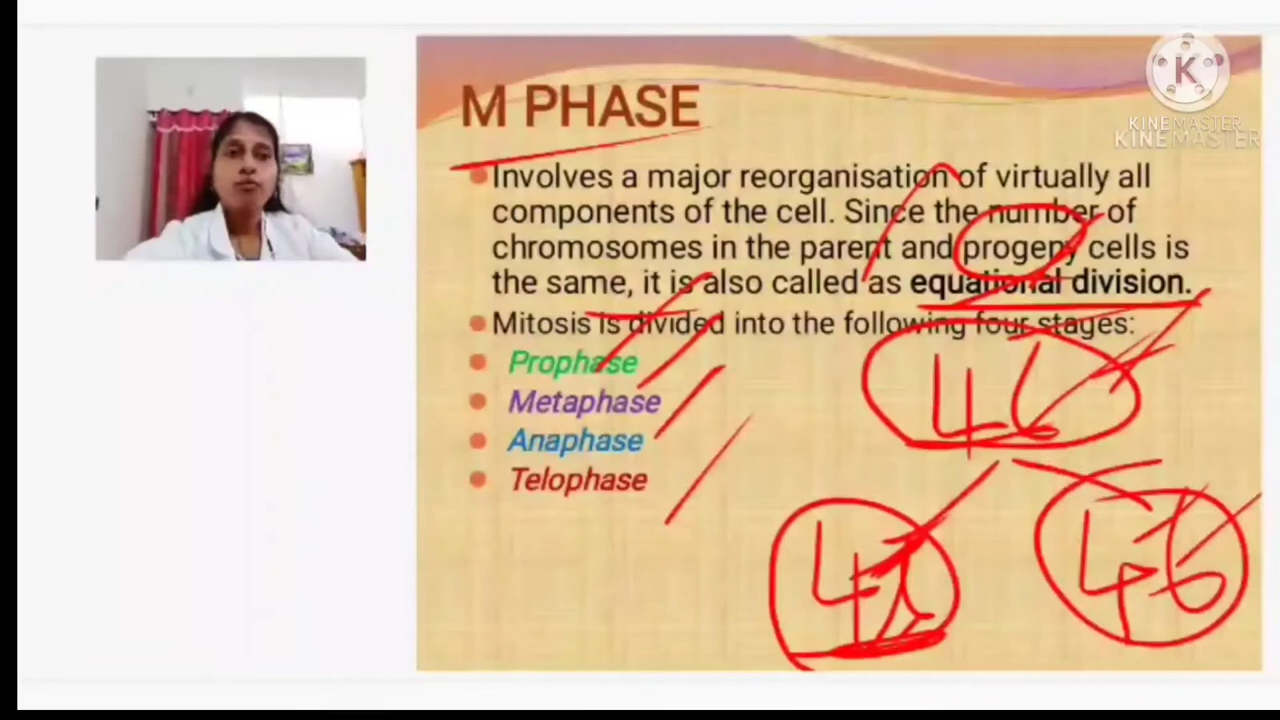 K
KINEMASTER
KINEMASTER
M PHASE
Involves a major reorganisation of virtually all
components of the cell. Since the number of
chromosomes in the parent and progeny cells is
the same, it is also called as equational division.
Mitosis is divided into the following four stages:
Prophase
Metaphase
Anaphase
Telophase
46
46
46